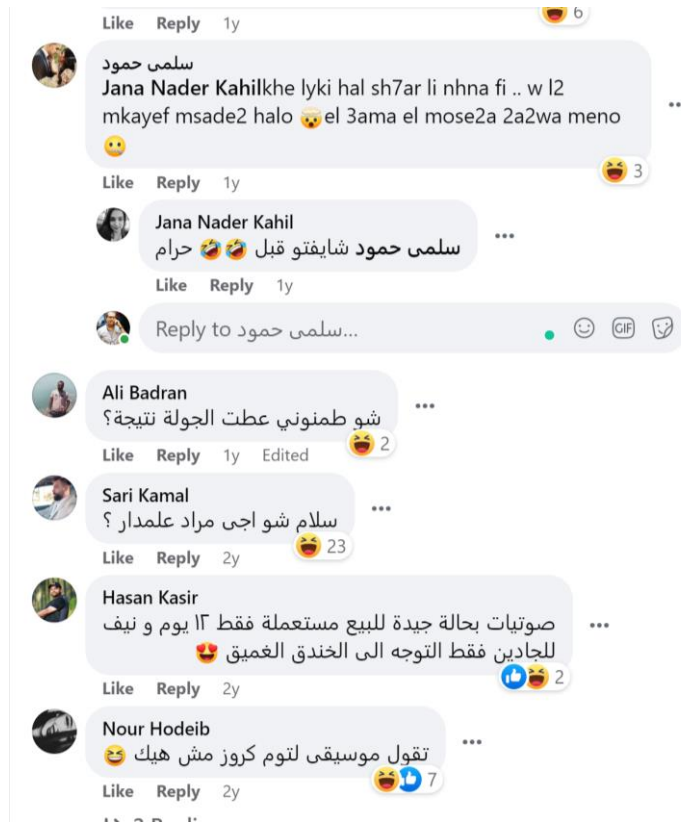 6
Like Reply 1y
سلمى حمود
Jana Nader Kahilkhe lyki hal sh7ar li nhna fi .. w l2
mkayef msade2 halo 🤯el 3ama el mose2a 2a2wa meno
😬
3
Like Reply 1y
Jana Nader Kahil
سلمى حمود شايفتو قبل 🤣🤣 حرام
Like Reply 1y
Reply to سلمى حمود...
GIF
Ali Badran
شو طمنوني عطت الجولة نتيجة؟
2
Like Reply 1y Edited
Sari Kamal
سلام شو اجى مراد علمدار ؟
23
Like Reply 2y
Hasan Kasir
صوتيات بحالة جيدة للبيع مستعملة فقط ١٢ يوم و نيف
للجادين فقط التوجه الى الخندق الغميق 😍
2
Like Reply 2y
Nour Hodeib
تقول موسيقى لتوم كروز مش هيك 😆
7
Like Reply 2y